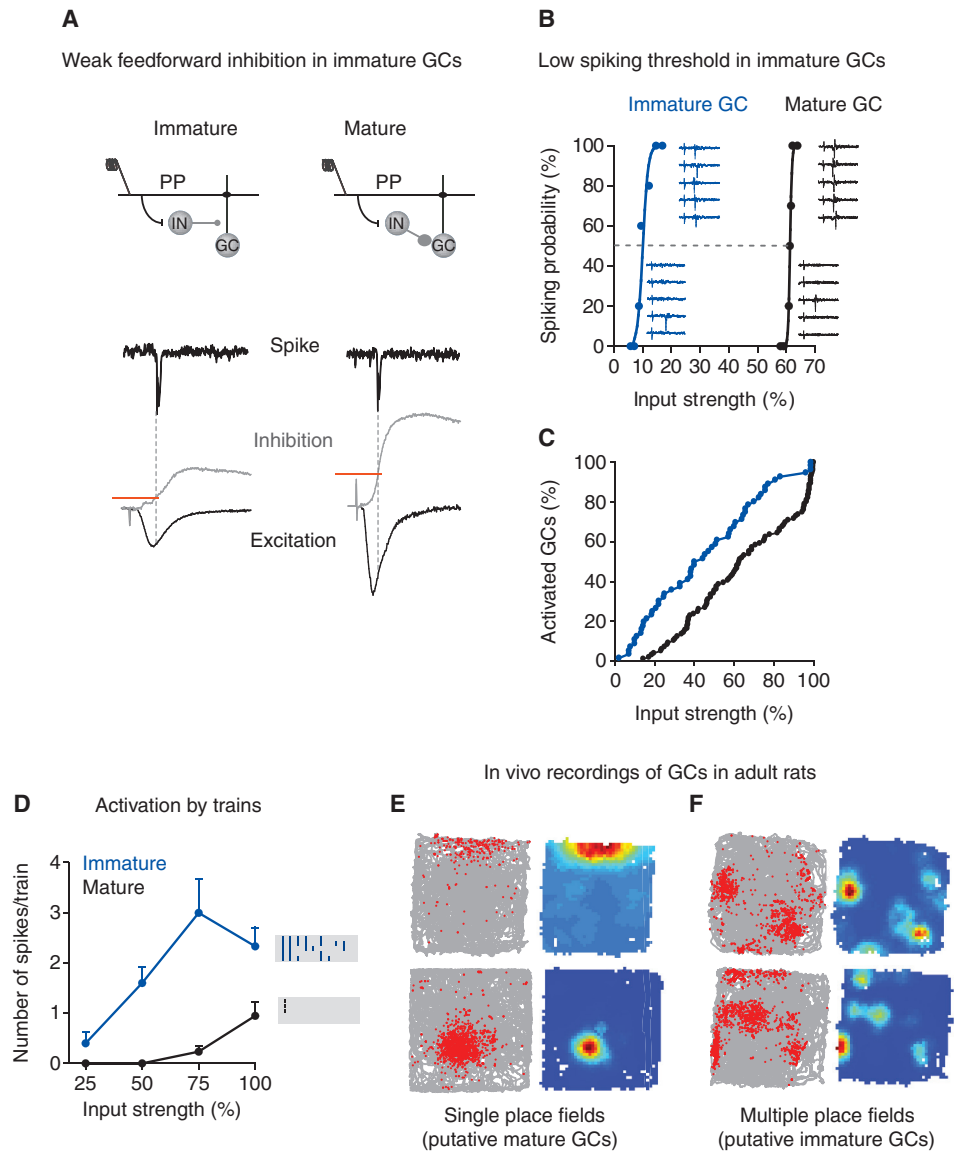 A
Weak feedforward inhibition in immature GCs
Immature
Mature
PP
IN
GC
PP
IN
GC
Spike
Inhibition
Excitation
B
Low spiking threshold in immature GCs
Immature GC
Mature GC
Spiking probability (%)
100
80
60
40
20
0
0 10 20 30 40 50 60 70
Input strength (%)
C
Activated GCs (%)
100
80
60
40
20
0
0 20 40 60 80 100
Input strength (%)
In vivo recordings of GCs in adult rats
D
Activation by trains
Immature
Mature
Number of spikes/train
4
3
2
1
0
25 50 75 100
Input strength (%)
E
Single place fields
(putative mature GCs)
F
Multiple place fields
(putative immature GCs)